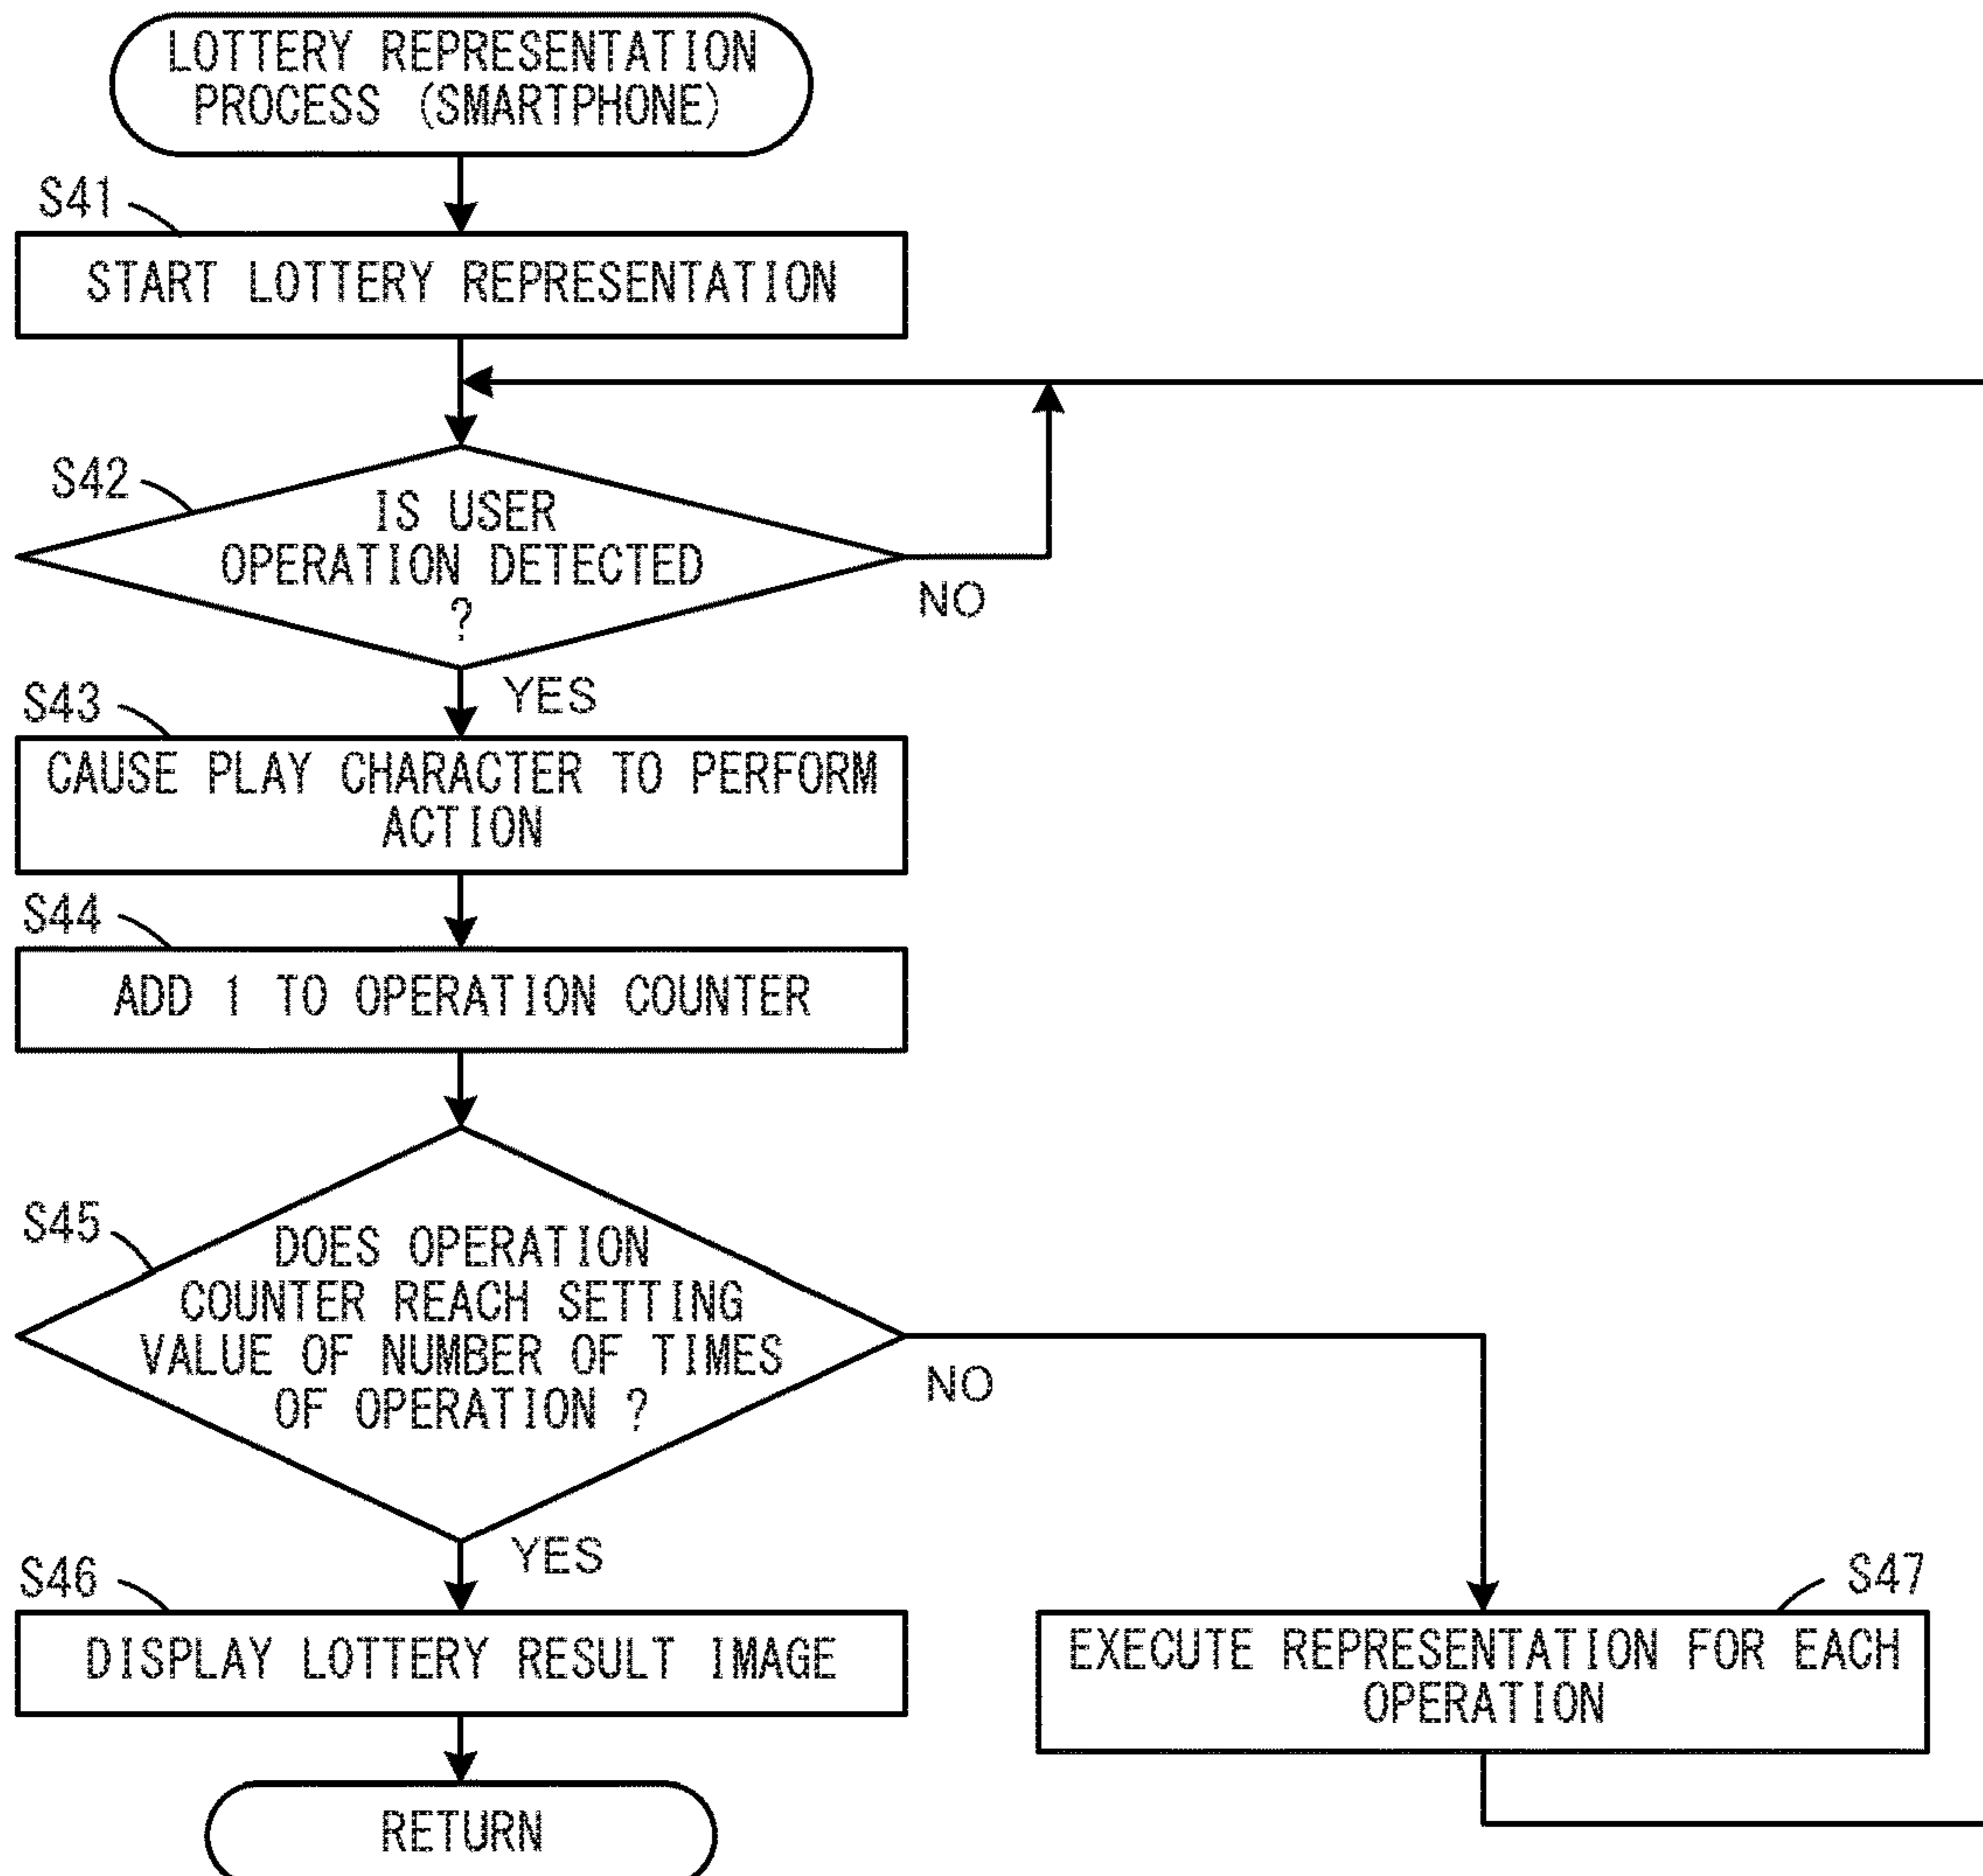 LOTTERY REPRESENTATION
PROCESS (SMARTPHONE)
S41
START LOTTERY REPRESENTATION
S42
IS USER
OPERATION DETECTED
?
NO
YES
S43
CAUSE PLAY CHARACTER TO PERFORM
ACTION
S44
ADD 1 TO OPERATION COUNTER
S45
DOES OPERATION
COUNTER REACH SETTING
VALUE OF NUMBER OF TIMES
OF OPERATION ?
NO
YES
S46
DISPLAY LOTTERY RESULT IMAGE
S47
EXECUTE REPRESENTATION FOR EACH
OPERATION
RETURN